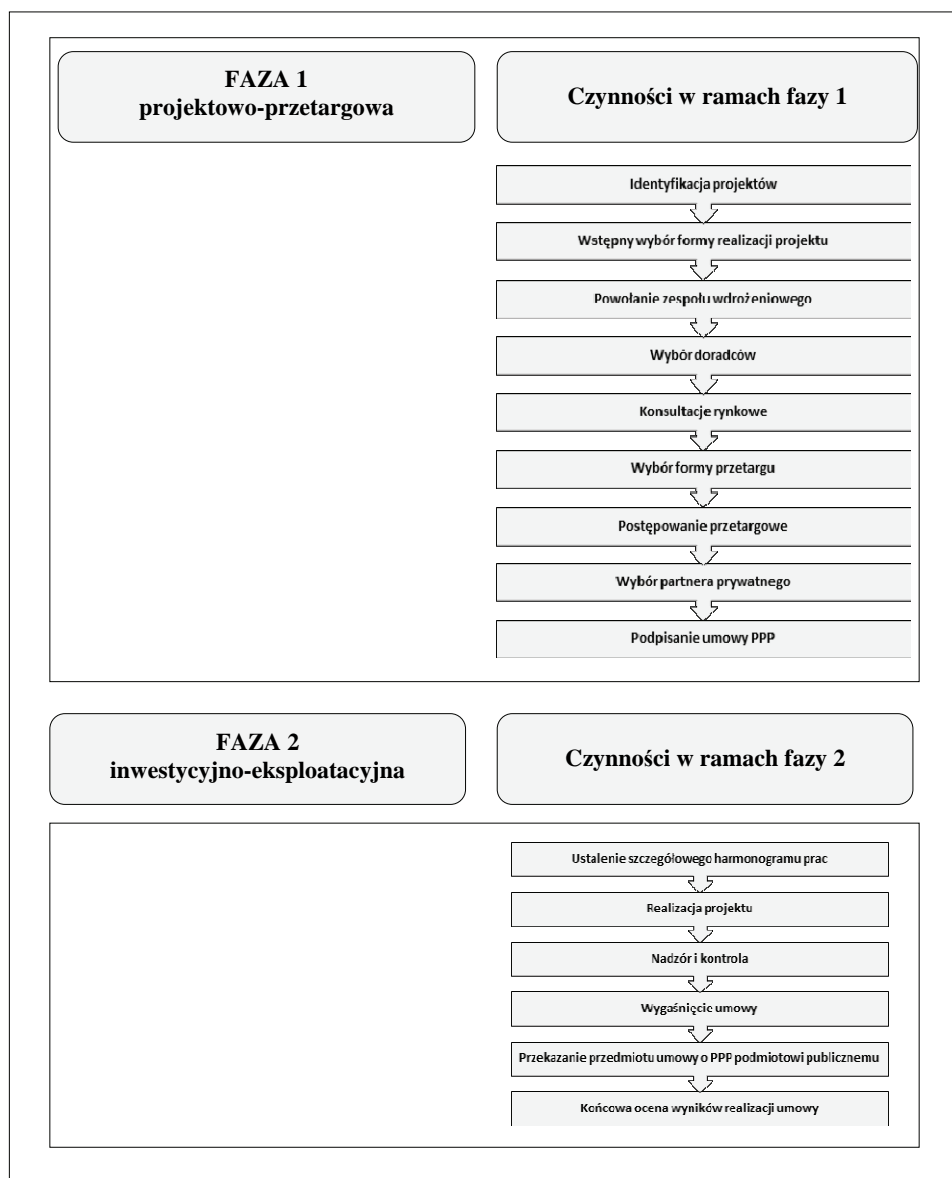 FAZA 1
projektowo-przetargowa
Czynności w ramach fazy 1
Identyfikacja projektów
Wstępny wybór formy realizacji projektu
Powołanie zespołu wdrożeniowego
Wybór doradców
Konsultacje rynkowe
Wybór formy przetargu
Postępowanie przetargowe
Wybór partnera prywatnego
Podpisanie umowy PPP
FAZA 2
inwestycyjno-eksploatacyjna
Czynności w ramach fazy 2
Ustalenie szczegółowego harmonogramu prac
Realizacja projektu
Nadzór i kontrola
Wygaśnięcie umowy
Przekazanie przedmiotu umowy o PPP podmiotowi publicznemu
Końcowa ocena wyników realizacji umowy